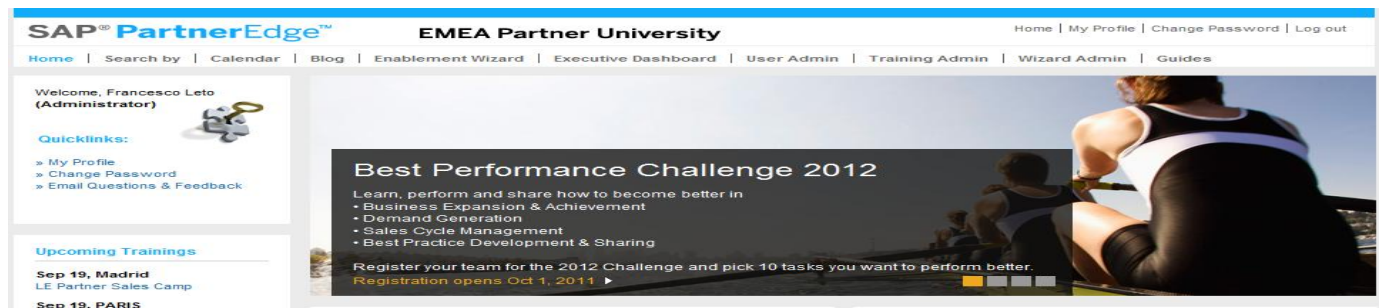 SAP® PartnerEdge™
EMEA Partner University
Home | My Profile | Change Password | Log out
Home | Search by | Calendar | Blog | Enablement Wizard | Executive Dashboard | User Admin | Training Admin | Wizard Admin | Guides
Welcome, Francesco Leto
(Administrator)
Quicklinks:
» My Profile
» Change Password
» Email Questions & Feedback
Upcoming Trainings
Sep 19, Madrid
LE Partner Sales Camp
Sep 19, PARIS
Best Performance Challenge 2012
Learn, perform and share how to become better in
• Business Expansion & Achievement
• Demand Generation
• Sales Cycle Management
• Best Practice Development & Sharing
Register your team for the 2012 Challenge and pick 10 tasks you want to perform better.
Registration opens Oct 1, 2011 ►